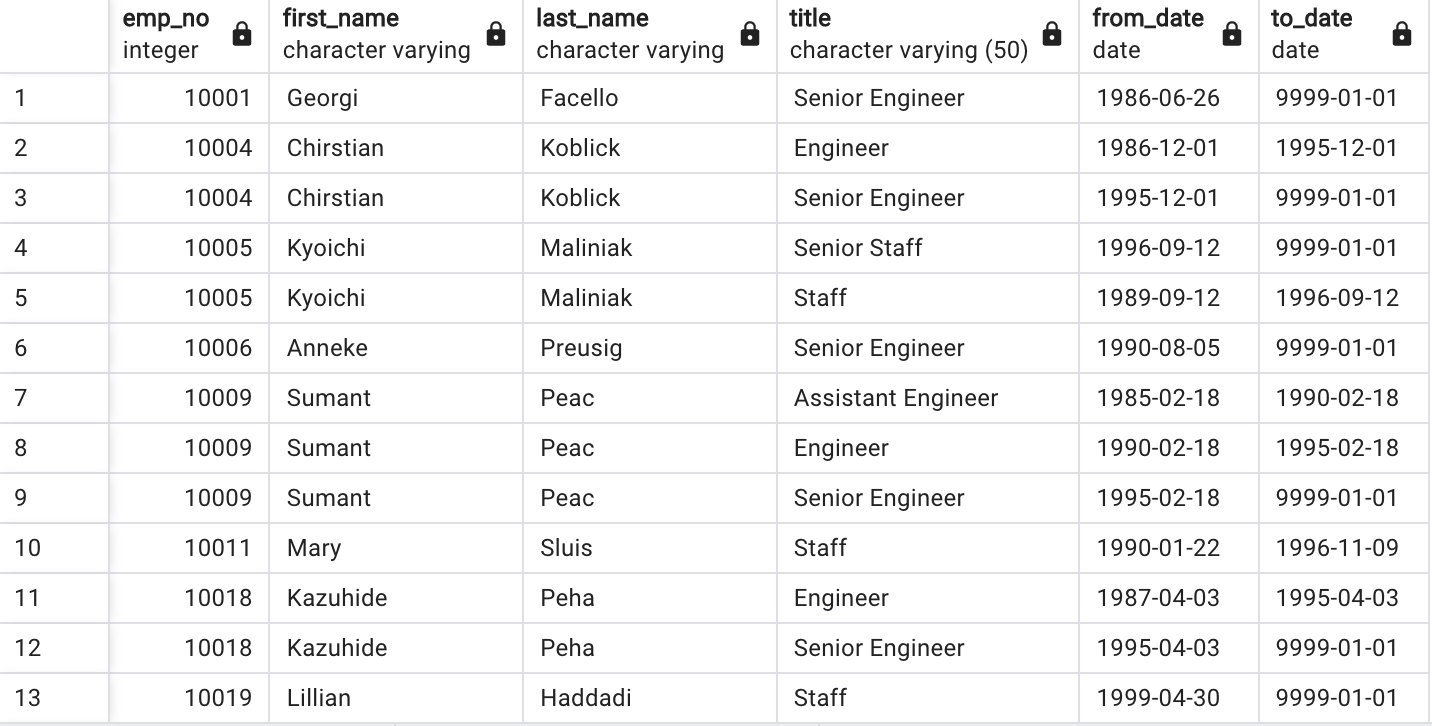 emp_no first_name last_name title from_date to_date
integer character varying character varying character varying (50) date date
1 10001 Georgi Facello Senior Engineer 1986-06-26 9999-01-01
2 10004 Chirstian Koblick Engineer 1986-12-01 1995-12-01
3 10004 Chirstian Koblick Senior Engineer 1995-12-01 9999-01-01
4 10005 Kyoichi Maliniak Senior Staff 1996-09-12 9999-01-01
5 10005 Kyoichi Maliniak Staff 1989-09-12 1996-09-12
6 10006 Anneke Preusig Senior Engineer 1990-08-05 9999-01-01
7 10009 Sumant Peac Assistant Engineer 1985-02-18 1990-02-18
8 10009 Sumant Peac Engineer 1990-02-18 1995-02-18
9 10009 Sumant Peac Senior Engineer 1995-02-18 9999-01-01
10 10011 Mary Sluis Staff 1990-01-22 1996-11-09
11 10018 Kazuhide Peha Engineer 1987-04-03 1995-04-03
12 10018 Kazuhide Peha Senior Engineer 1995-04-03 9999-01-01
13 10019 Lillian Haddadi Staff 1999-04-30 9999-01-01